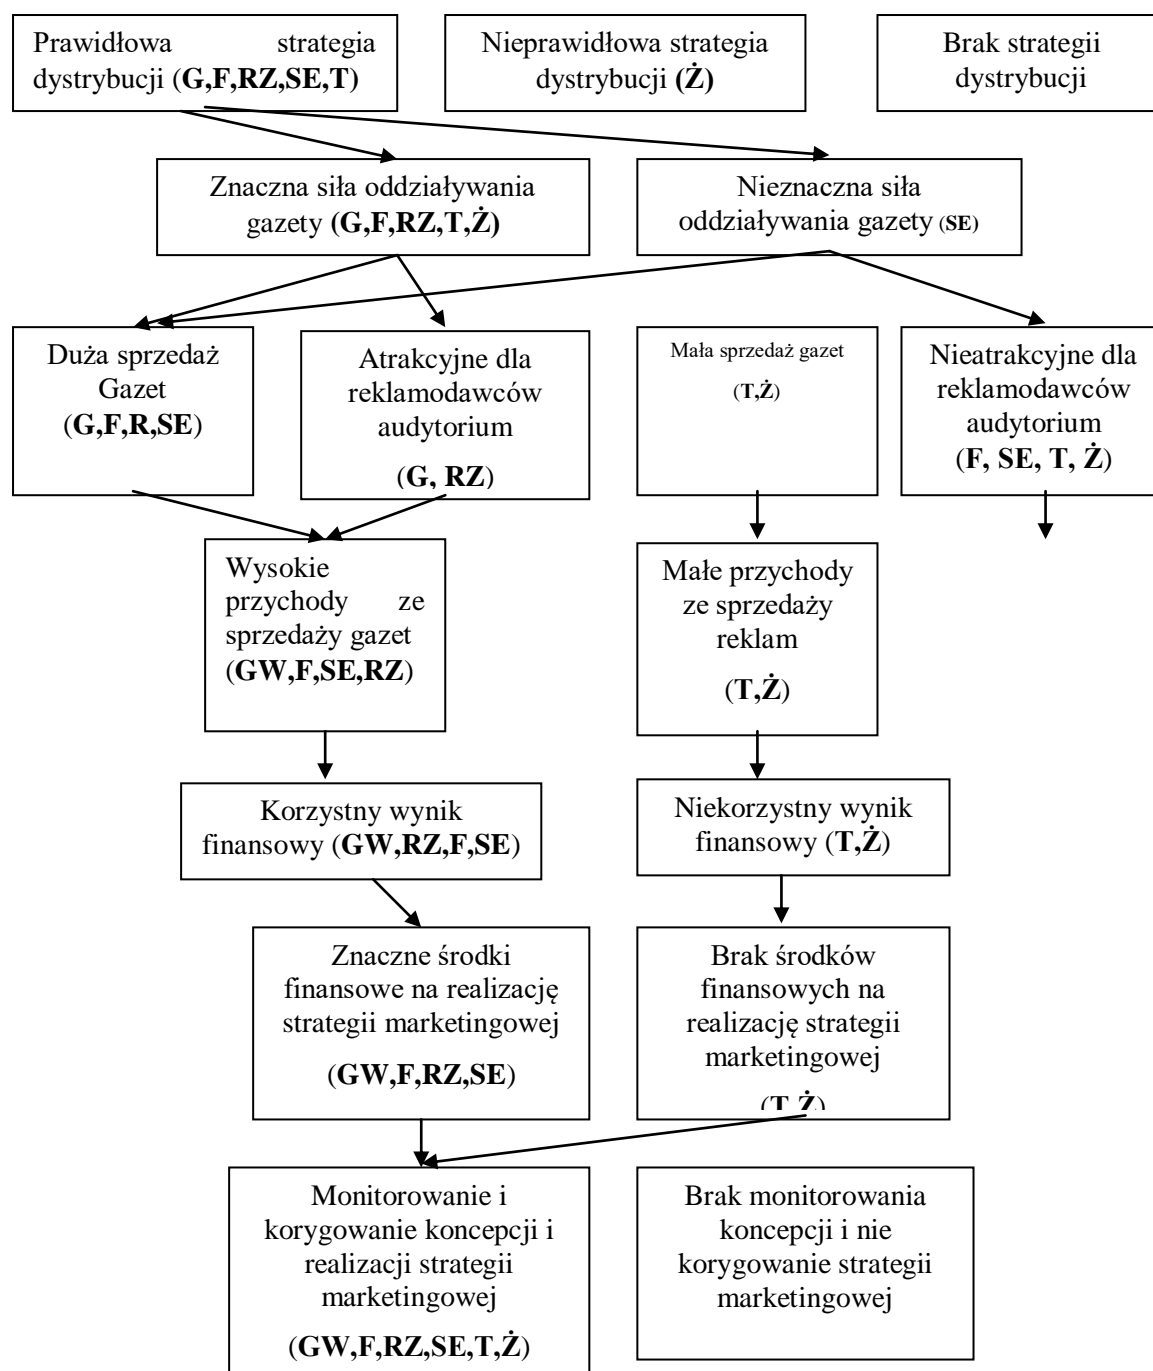 Prawidłowa strategia
dystrybucji (G,F,RZ,SE,T)
Nieprawidłowa strategia
dystrybucji (Ż)
Brak strategii
dystrybucji
Znaczna siła oddziaływania
gazety (G,F,RZ,T,Ż)
Nieznaczna siła
oddziaływania gazety (SE)
Duża sprzedaż
Gazet
(G,F,R,SE)
Atrakcyjne dla
reklamodawców
audytorium
(G, RZ)
Mała sprzedaż gazet
(T,Ż)
Nieatrakcyjne dla
reklamodawców
audytorium
(F, SE, T, Ż)
Wysokie
przychody ze
sprzedaży gazet
(GW,F,SE,RZ)
Małe przychody
ze sprzedaży
reklam
(T,Ż)
Korzystny wynik
finansowy (GW,RZ,F,SE)
Niekorzystny wynik
finansowy (T,Ż)
Znaczne środki
finansowe na realizację
strategii marketingowej
(GW,F,RZ,SE)
Brak środków
finansowych na
realizację strategii
marketingowej
(T,Ż)
Monitorowanie i
korygowanie koncepcji i
realizacji strategii
marketingowej
(GW,F,RZ,SE,T,Ż)
Brak monitorowania
koncepcji i nie
korygowanie strategii
marketingowej